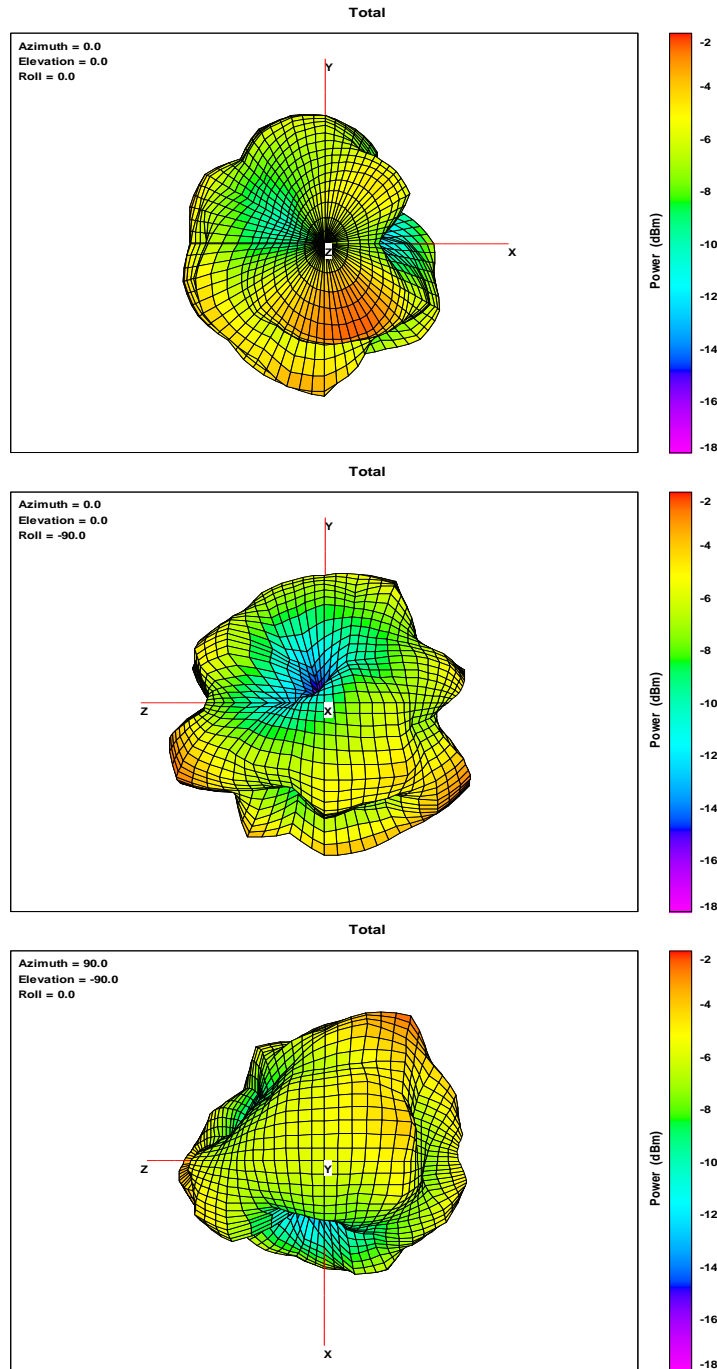 Total
Azimuth = 0.0
Elevation = 0.0
Roll = 0.0
Y
Z
X
-2
-4
-6
-8
-10
-12
-14
-16
-18
Power (dBm)
Total
Azimuth = 0.0
Elevation = 0.0
Roll = -90.0
Y
Z
X
-2
-4
-6
-8
-10
-12
-14
-16
-18
Power (dBm)
Total
Azimuth = 90.0
Elevation = -90.0
Roll = 0.0
Z
Y
X
-2
-4
-6
-8
-10
-12
-14
-16
-18
Power (dBm)